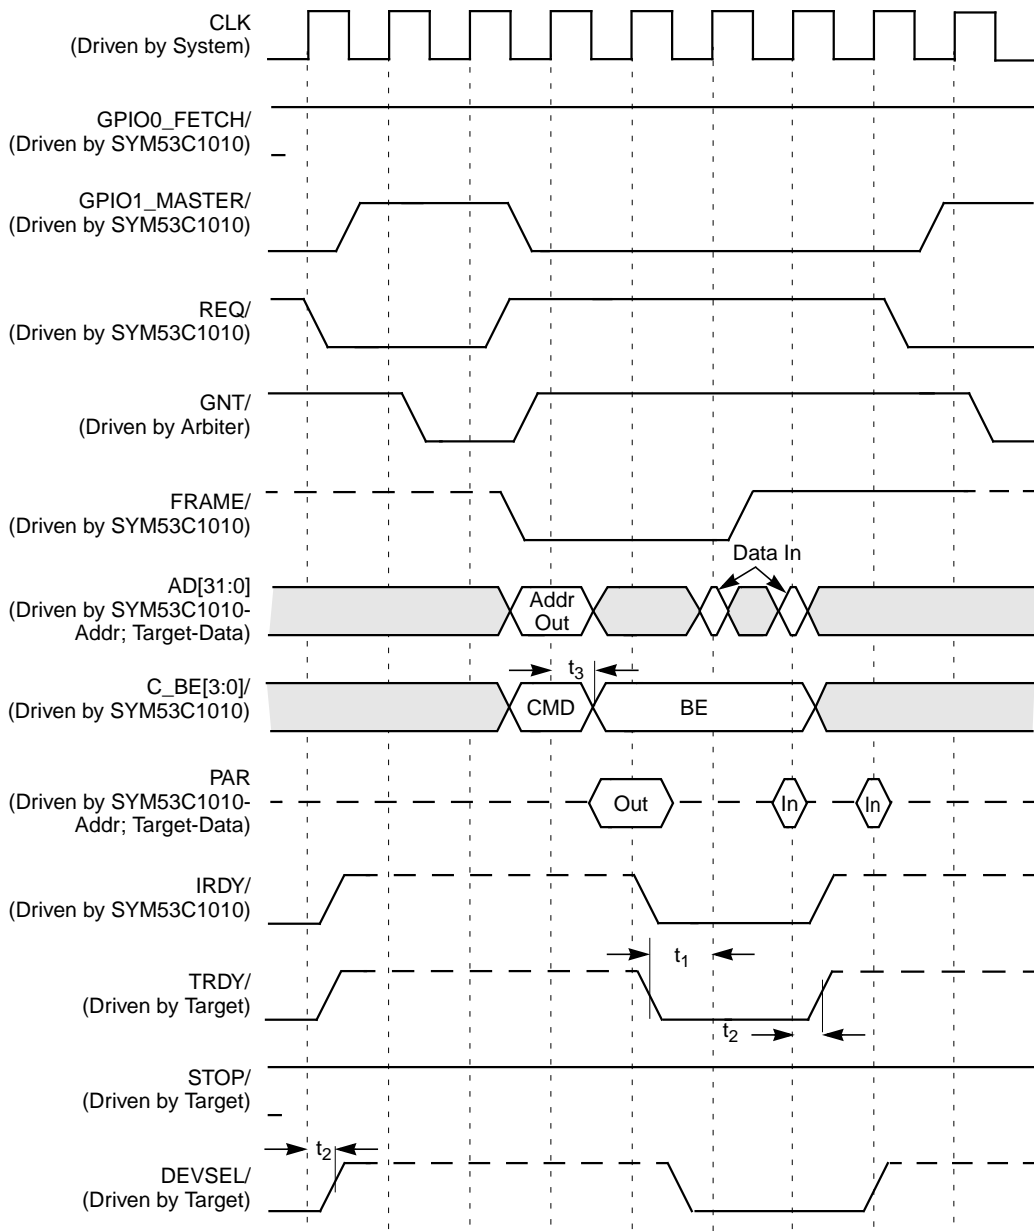 CLK
(Driven by System)
GPIO0_FETCH/
(Driven by SYM53C1010)
GPIO1_MASTER/
(Driven by SYM53C1010)
REQ/
(Driven by SYM53C1010)
GNT/
(Driven by Arbiter)
FRAME/
(Driven by SYM53C1010)
Data In
AD[31:0]
(Driven by SYM53C1010-
Addr; Target-Data)
Addr
Out
t3
C_BE[3:0]/
(Driven by SYM53C1010)
CMD
BE
PAR
(Driven by SYM53C1010-
Addr; Target-Data)
Out
In
In
IRDY/
(Driven by SYM53C1010)
t1
TRDY/
(Driven by Target)
t2
STOP/
(Driven by Target)
t2
DEVSEL/
(Driven by Target)